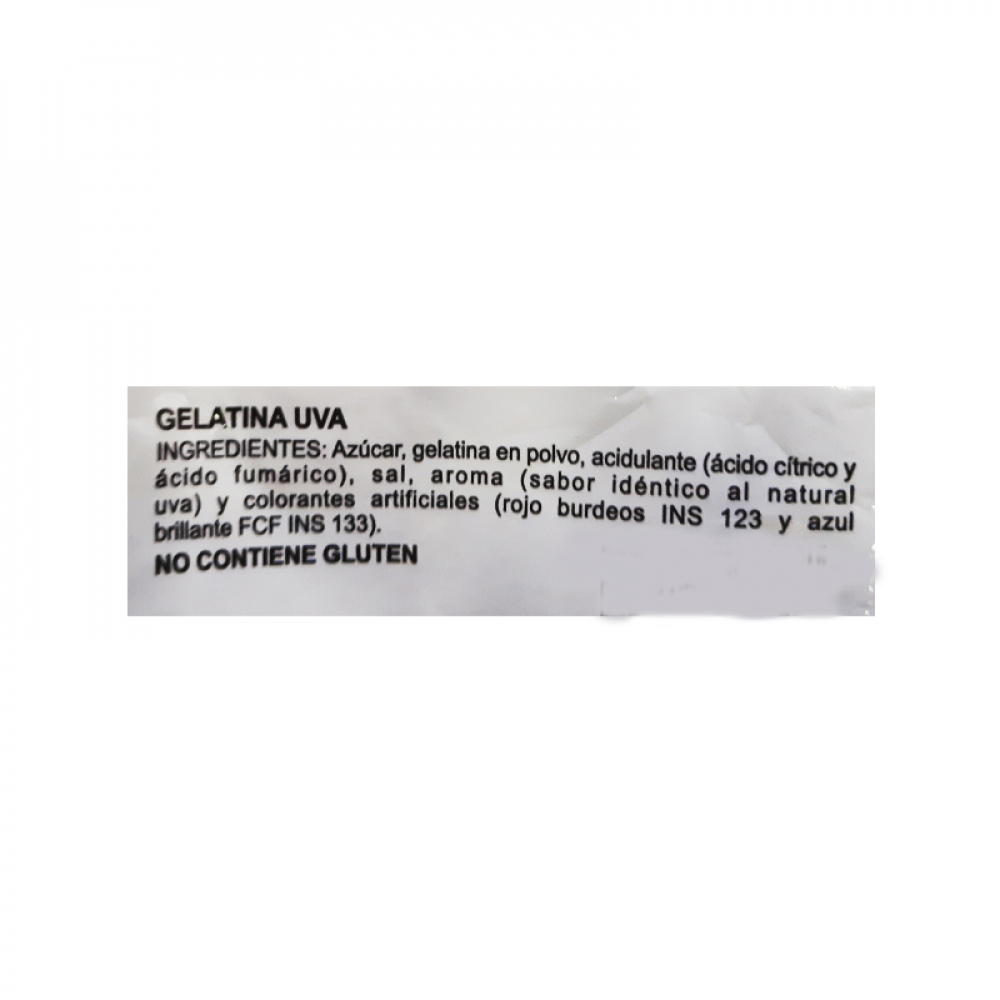 GELATINA UVA
INGREDIENTES: Azúcar, gelatina en polvo, acidulante (ácido cítrico y
ácido fumárico), sal, aroma (sabor idéntico al natural
uva) y colorantes artificiales (rojo burdeos INS 123 y azul
brillante FCF INS 133).
NO CONTIENE GLUTEN